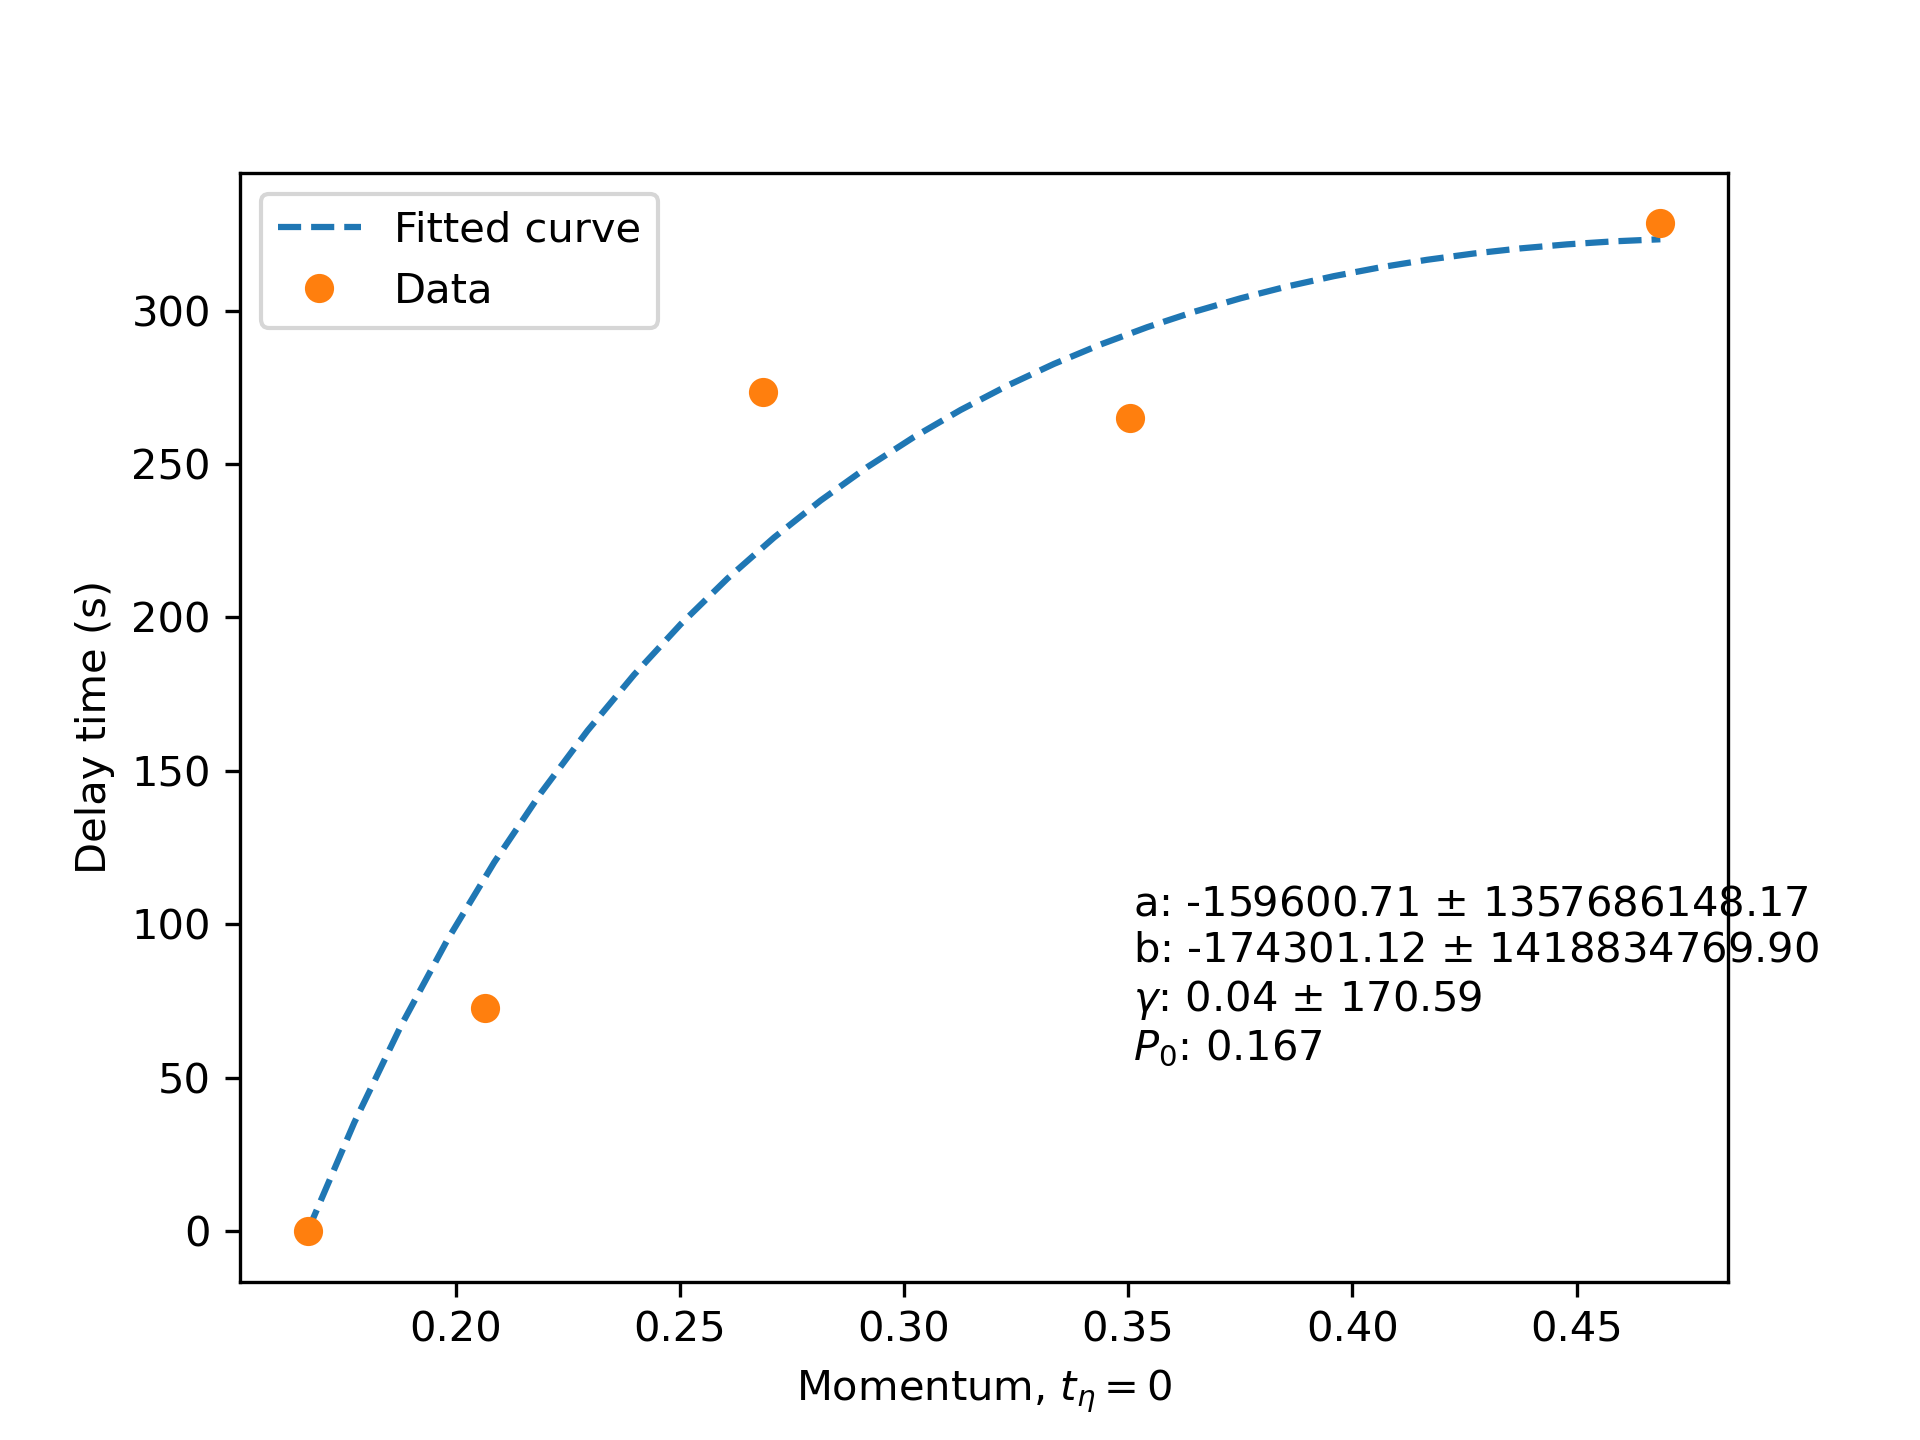 Fitted curve
Data
300
250
200
150
100
50
0
Delay time (s)
a: -159600.71 ± 1357686148.17
b: -174301.12 ± 1418834769.90
γ: 0.04 ± 170.59
P₀: 0.167
0.20 0.25 0.30 0.35 0.40 0.45
Momentum, tη = 0